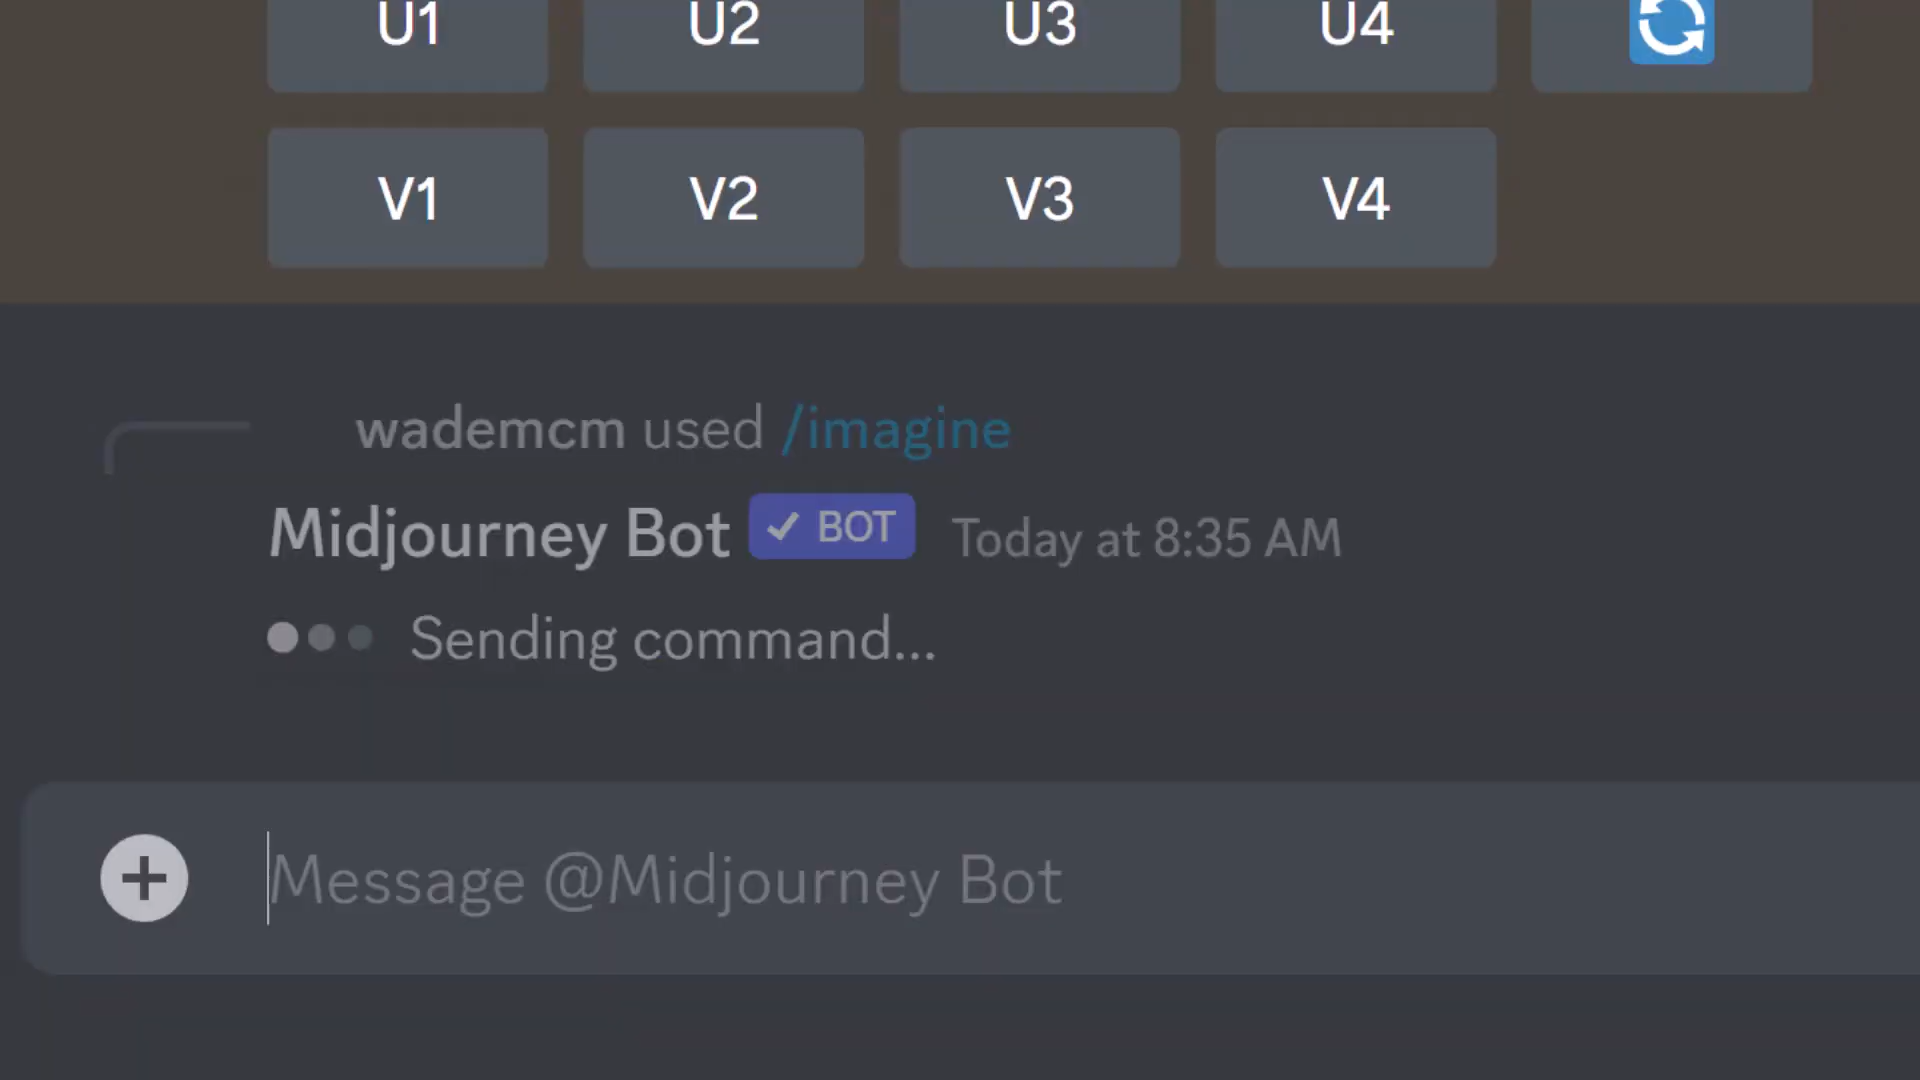 U1 U2 U3 U4
V1 V2 V3 V4
wademcm used /imagine
Midjourney Bot BOT Today at 8:35 AM
Sending command...
Message @Midjourney Bot